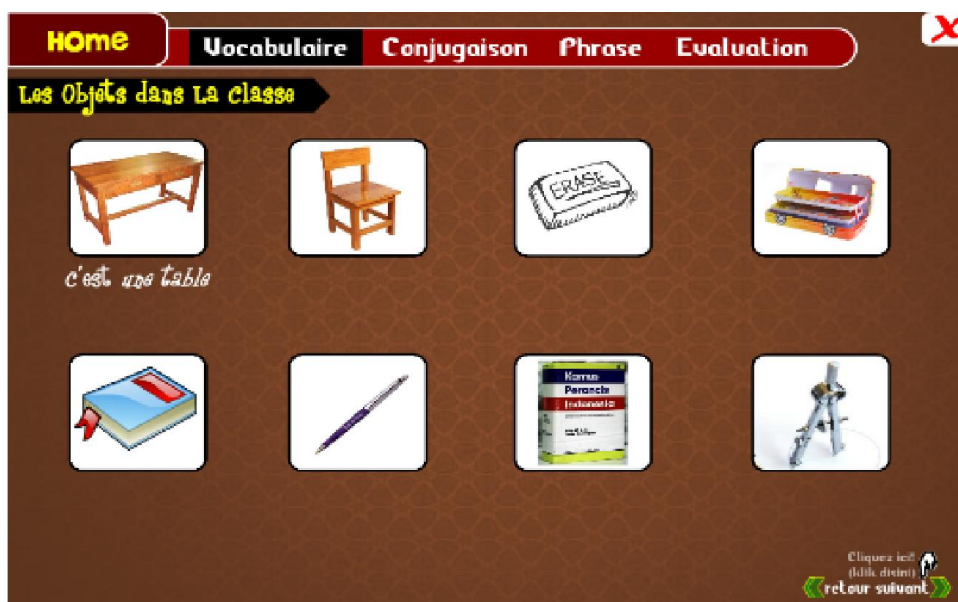 Home
Vocabulaire Conjugaison Phrase Evaluation
X
Les Objets dans La Classe
ERASE
c'est une table
Kamus
Perancis
Indonesia
Cliquez ici!
(klik disini)
retour suivant